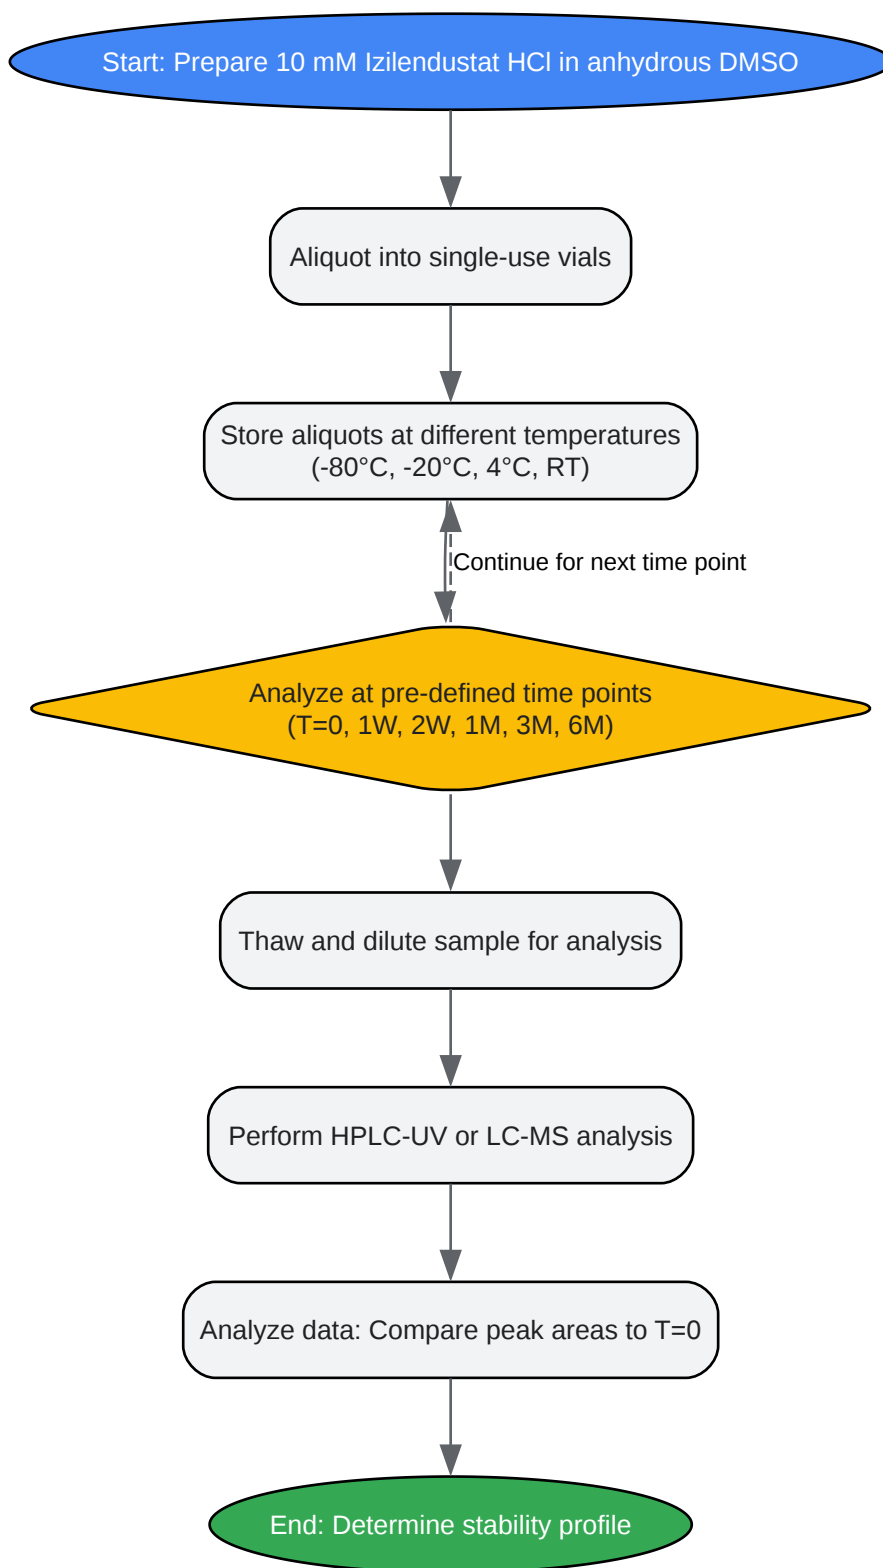 Start: Prepare 10 mM Izilendustat HCl in anhydrous DMSO
Aliquot into single-use vials
Store aliquots at different temperatures
(-80°C, -20°C, 4°C, RT)
Continue for next time point
Analyze at pre-defined time points
(T=0, 1W, 2W, 1M, 3M, 6M)
Thaw and dilute sample for analysis
Perform HPLC-UV or LC-MS analysis
Analyze data: Compare peak areas to T=0
End: Determine stability profile